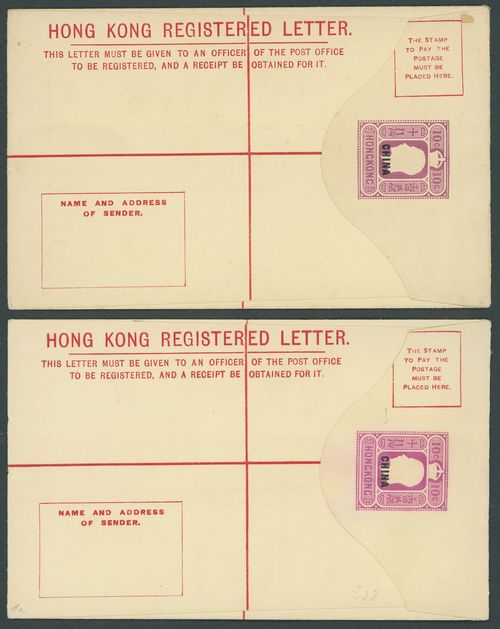 HONG KONG REGISTERED LETTER.
THIS LETTER MUST BE GIVEN TO AN OFFICER OF THE POST OFFICE
TO BE REGISTERED, AND A RECEIPT BE OBTAINED FOR IT.
THE STAMP
TO PAY THE
POSTAGE
MUST BE
PLACED HERE.
10C 10C
CHINA
HONGKONG
NAME AND ADDRESS
OF SENDER.
HONG KONG REGISTERED LETTER.
THIS LETTER MUST BE GIVEN TO AN OFFICER OF THE POST OFFICE
TO BE REGISTERED, AND A RECEIPT BE OBTAINED FOR IT.
THE STAMP
TO PAY THE
POSTAGE
MUST BE
PLACED HERE.
10C 10C
CHINA
HONGKONG
NAME AND ADDRESS
OF SENDER.